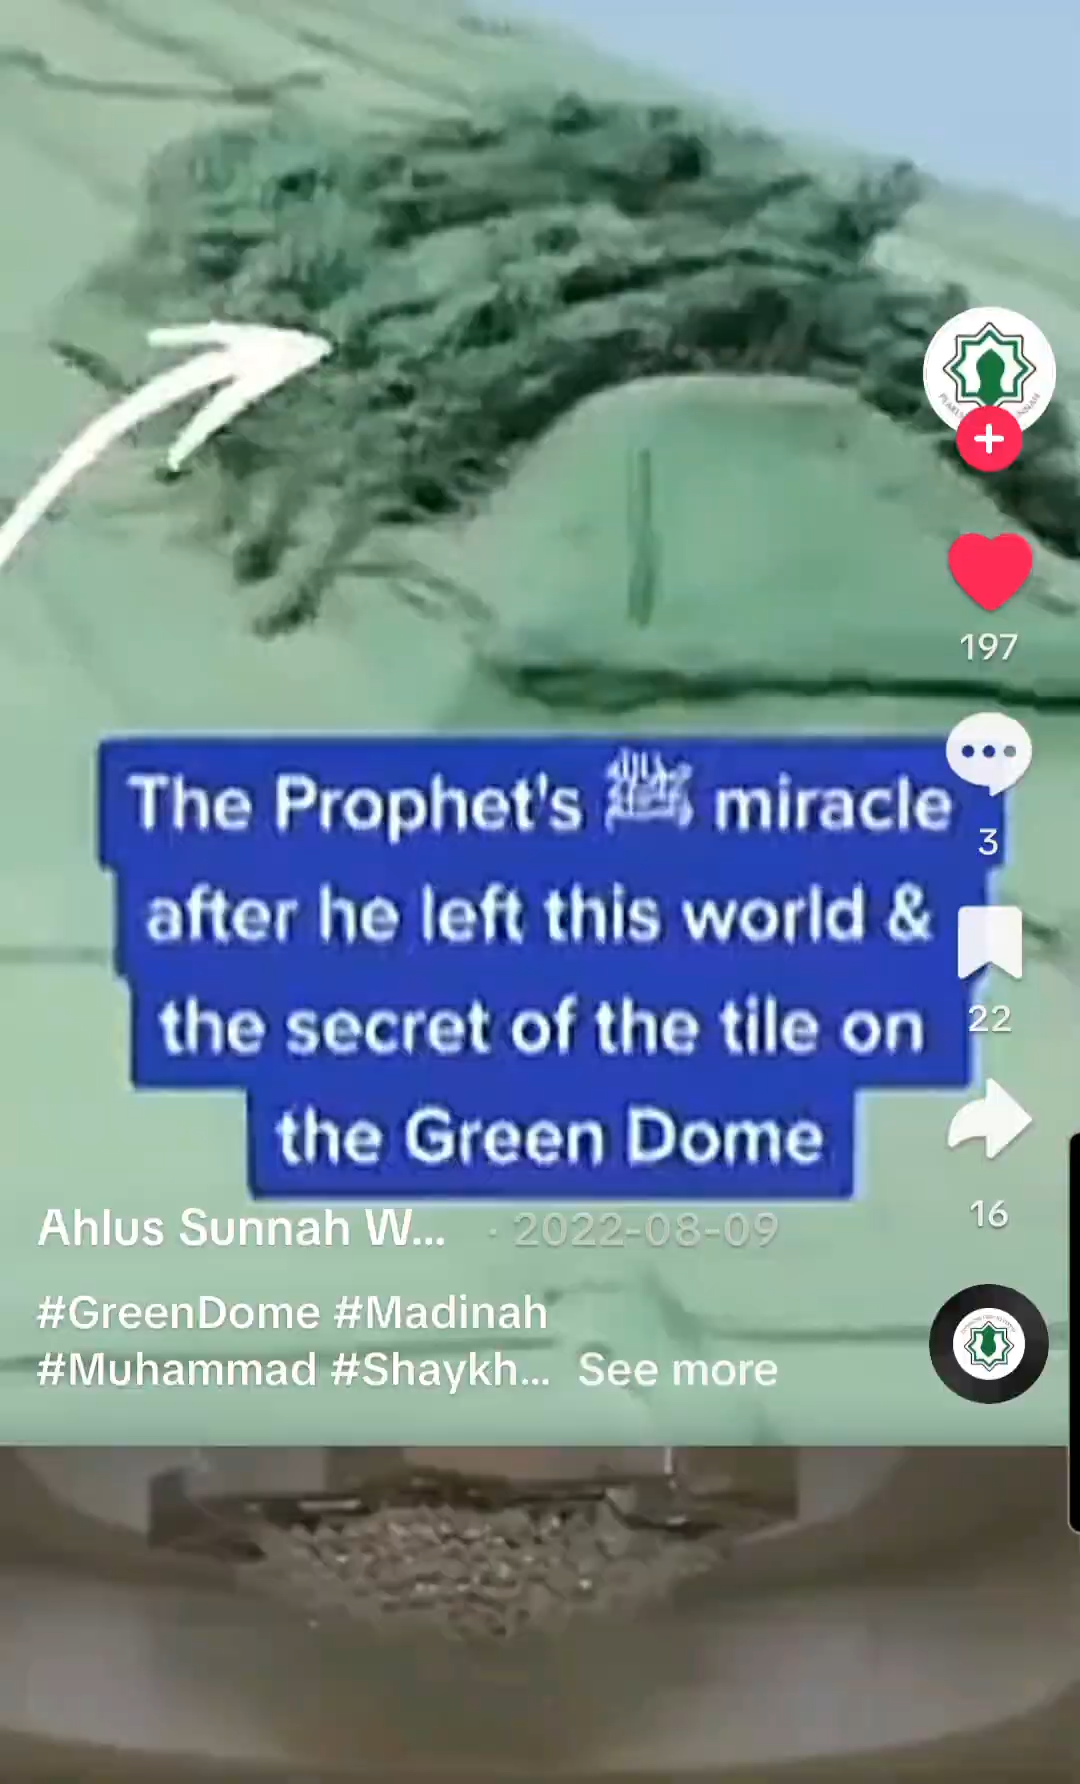 The Prophet's ﷺ miracle
after he left this world &
the secret of the tile on
the Green Dome
197
3
22
16
Ahlus Sunnah W... · 2022-08-09
#GreenDome #Madinah
#Muhammad #Shaykh... See more